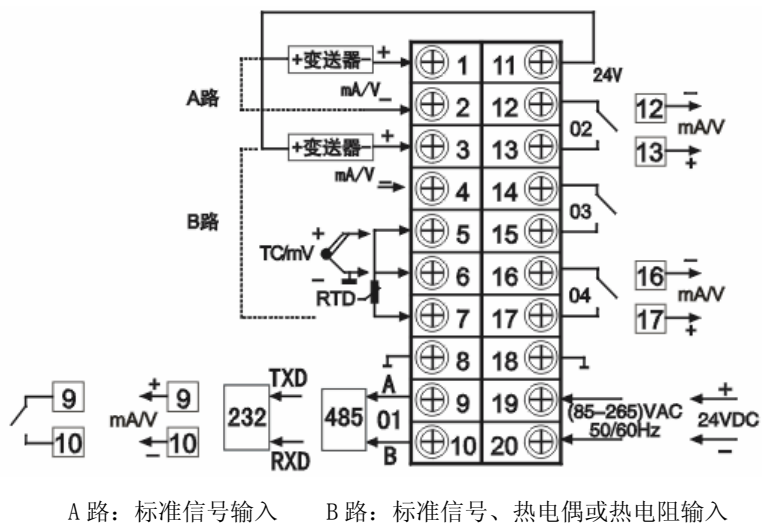 +变送器- +
1 11
24V
mA/V
A路
- 2 12
02
12 -
mA/V
+变送器- +
3 13
13 +
mA/V
- 4 14
03
B路
5 15
+
TC/mV
-
6 16
04
16 -
mA/V
RTD
7 17
17 +
8 18
TXD
A
9
+ 9
mA/V
232
485
01
9 19
(85–265)VAC
50/60Hz
+
24VDC
-
10
- 10
RXD
B
10 20
A路：标准信号输入 B路：标准信号、热电偶或热电阻输入